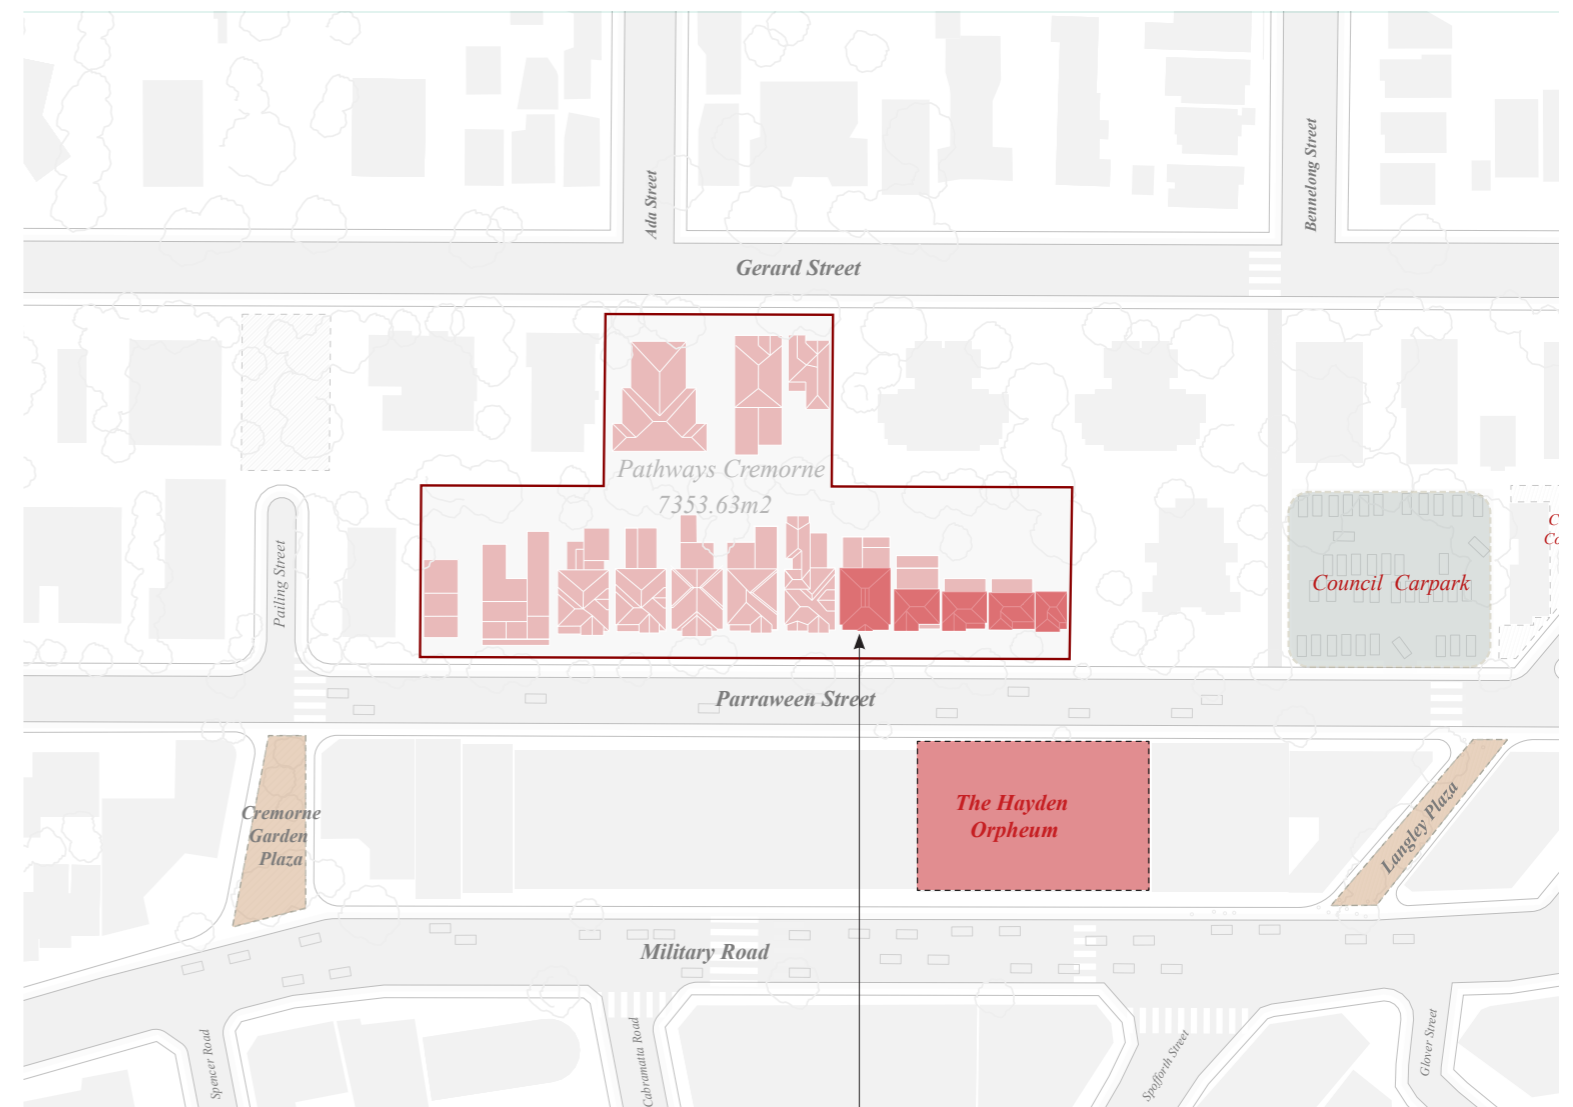 Ada Street
Bennelong Street
Gerard Street
Pathways Cremorne
7353.63m2
Pailing Street
Council Carpark
C
Co
Parraween Street
Cremorne
Garden
Plaza
The Hayden
Orpheum
Langley Plaza
Military Road
Spencer Road
Cabramatta Road
Spofforth Street
Glover Street